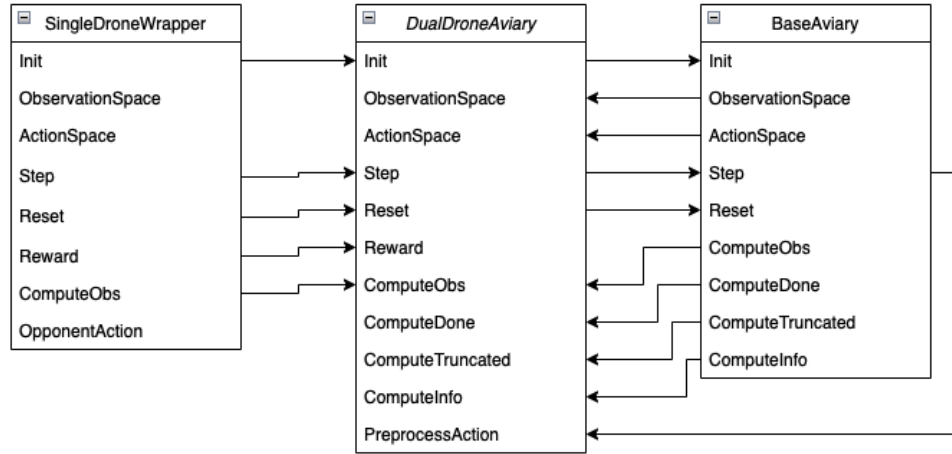 SingleDroneWrapper
Init
ObservationSpace
ActionSpace
Step
Reset
Reward
ComputeObs
OpponentAction
DualDroneAviary
Init
ObservationSpace
ActionSpace
Step
Reset
Reward
ComputeObs
ComputeDone
ComputeTruncated
ComputeInfo
PreprocessAction
BaseAviary
Init
ObservationSpace
ActionSpace
Step
Reset
ComputeObs
ComputeDone
ComputeTruncated
ComputeInfo